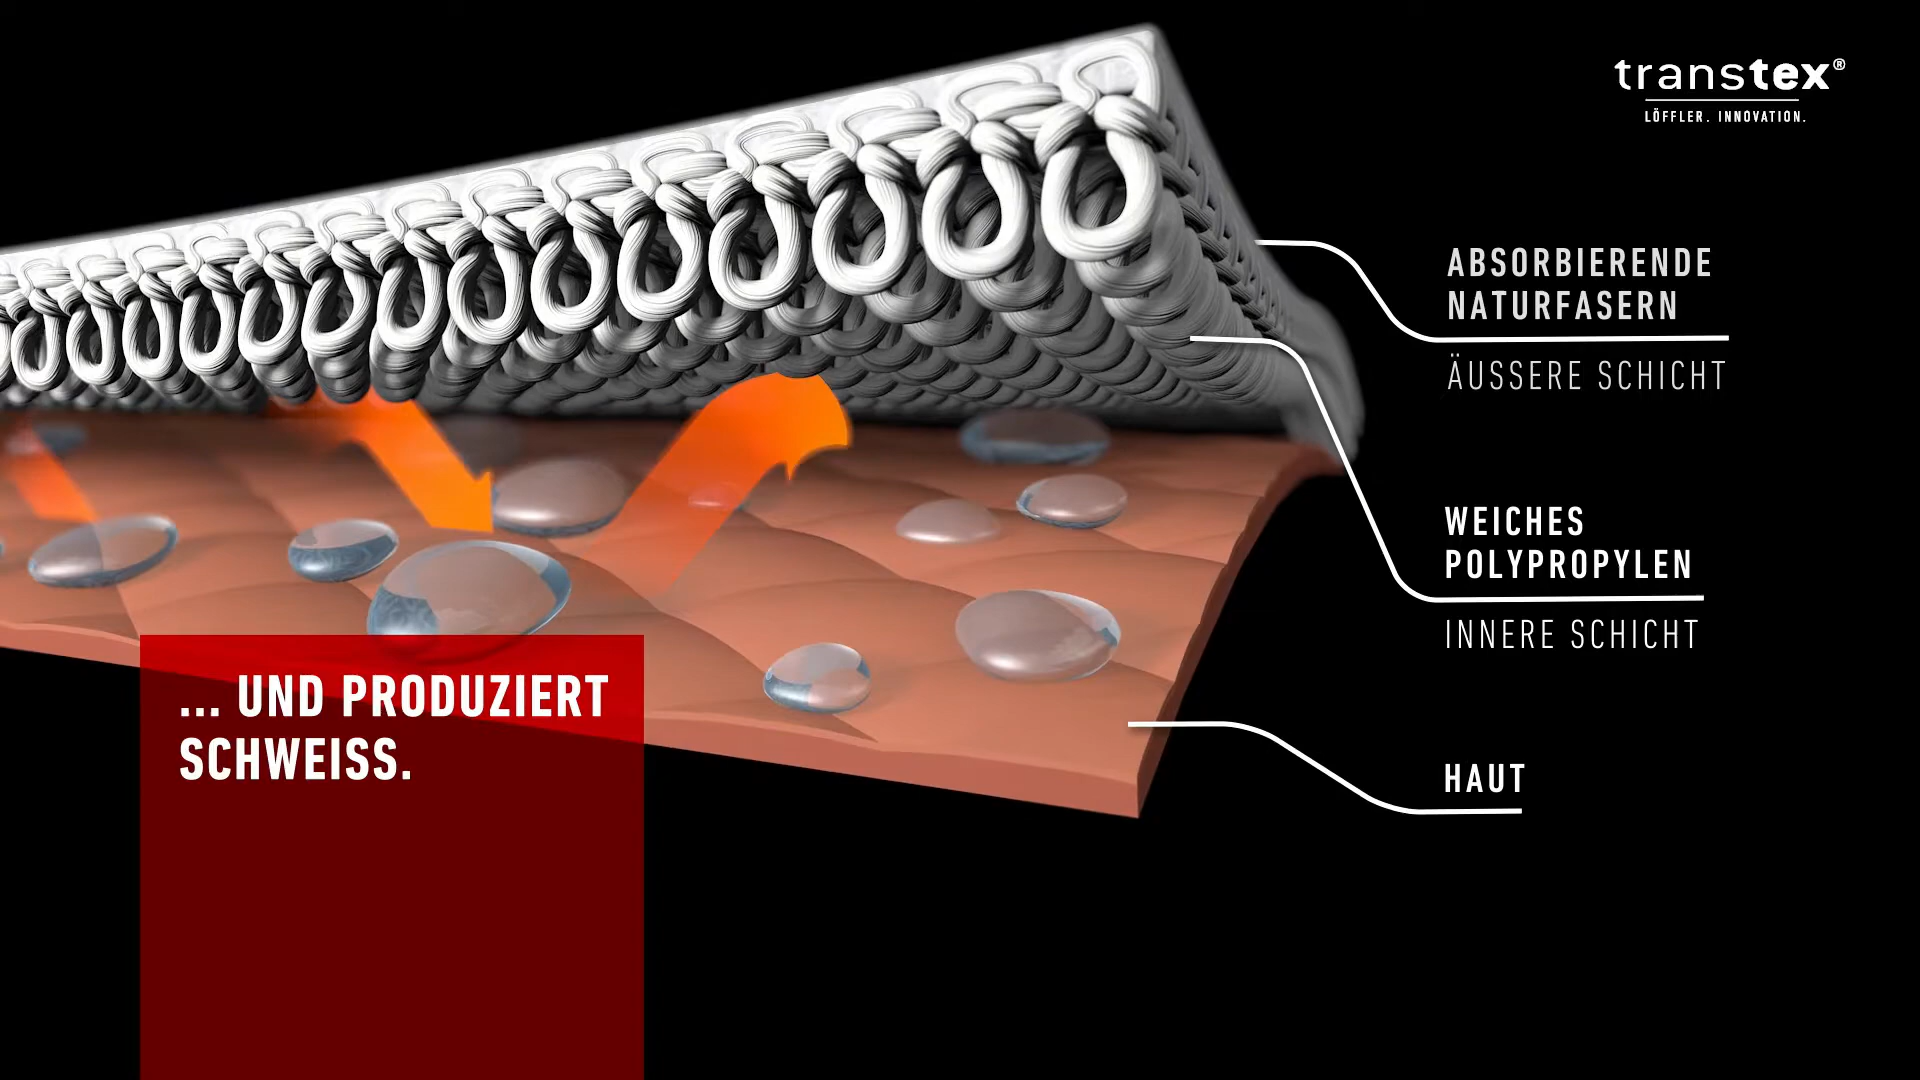 transtex®
LÖFFLER. INNOVATION.
ABSORBIERENDE
NATURFASERN
ÄUSSERE SCHICHT
WEICHES
POLYPROPYLEN
INNERE SCHICHT
... UND PRODUZIERT
SCHWEISS.
HAUT